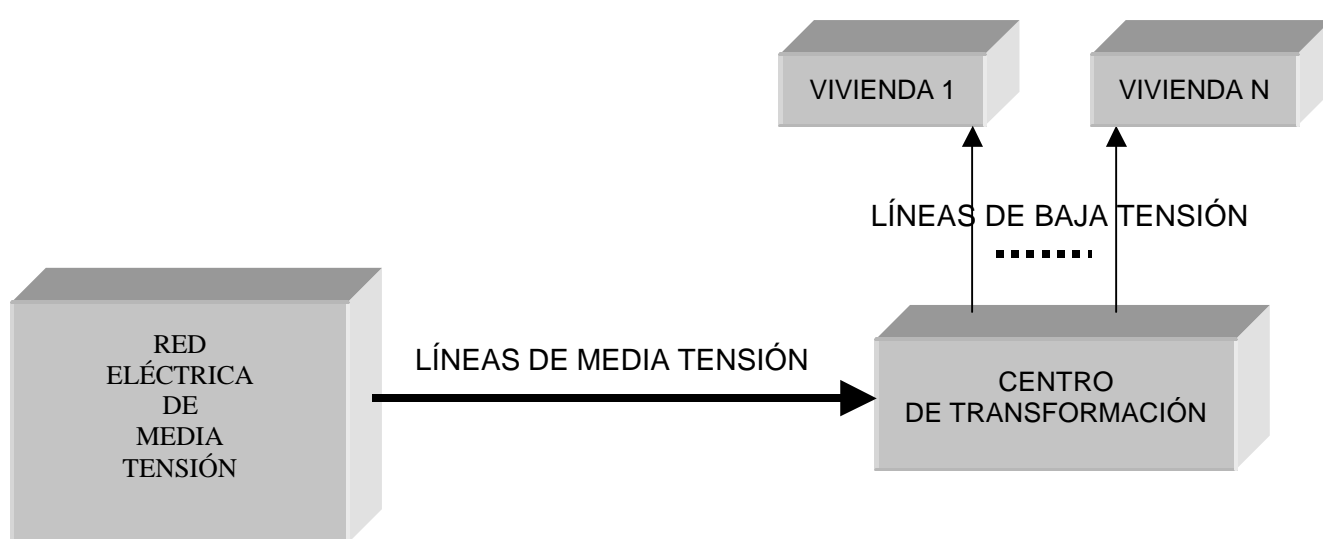 VIVIENDA 1
VIVIENDA N
LÍNEAS DE BAJA TENSIÓN
RED
ELÉCTRICA
DE
MEDIA
TENSIÓN
LÍNEAS DE MEDIA TENSIÓN
CENTRO
DE TRANSFORMACIÓN